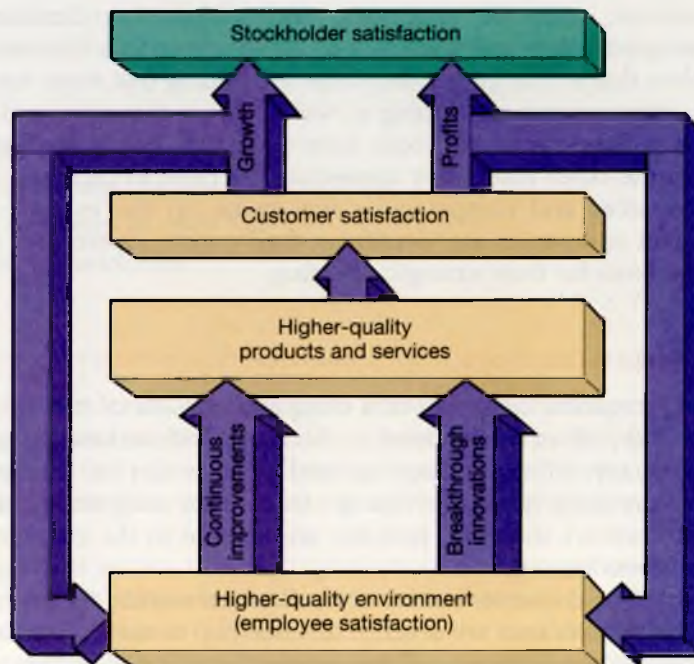 Stockholder satisfaction
Growth
Profits
Customer satisfaction
Higher-quality
products and services
Continuous
improvements
Breakthrough
innovations
Higher-quality environment
(employee satisfaction)